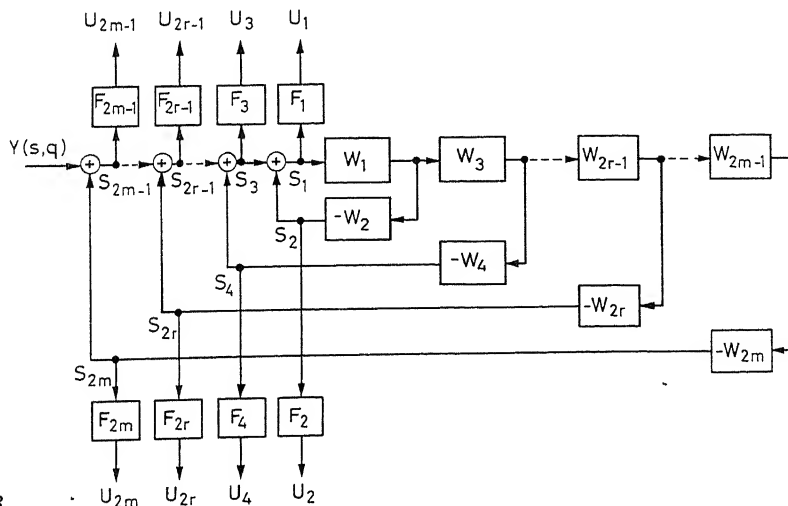 U2m-1 U2r-1 U3 U1
F2m-1 F2r-1 F3 F1
Y(s,q)
+ + + + W1 W3 W2r-1 W2m-1
S2m-1 S2r-1 S3 S1
S2 -W2
S4 -W4
S2r -W2r
S2m -W2m
F2m F2r F4 F2
U2m U2r U4 U2